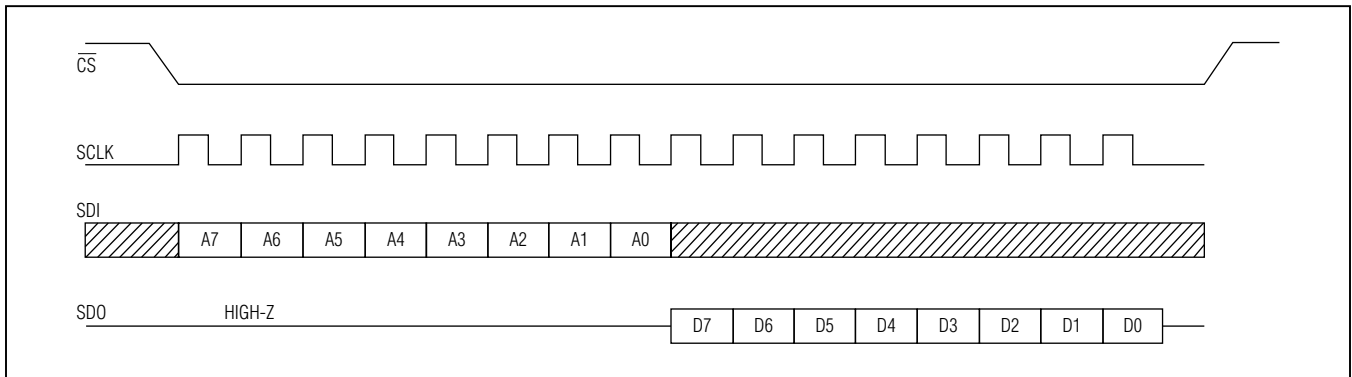 C̅S̅
SCLK
SDI
A7 A6 A5 A4 A3 A2 A1 A0
SDO HIGH-Z
D7 D6 D5 D4 D3 D2 D1 D0